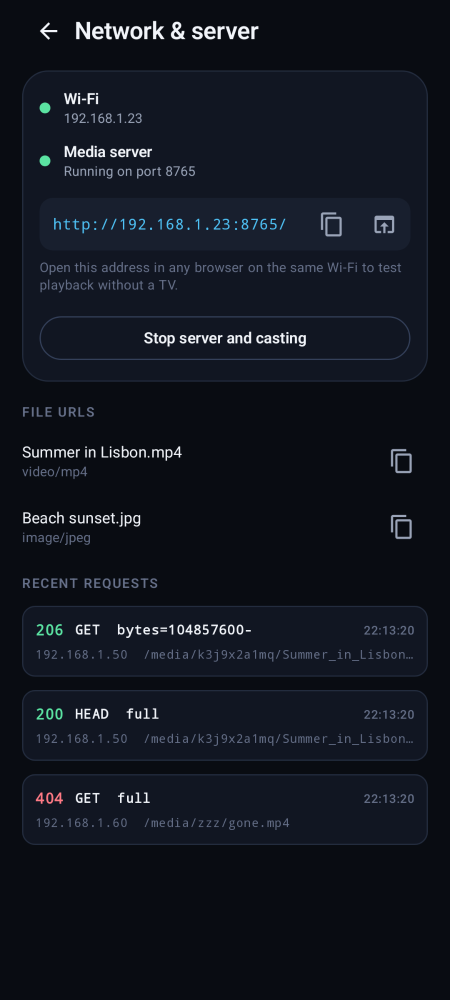 Network & server
Wi-Fi
192.168.1.23
Media server
Running on port 8765
http://192.168.1.23:8765/
Open this address in any browser on the same Wi-Fi to test
playback without a TV.
Stop server and casting
FILE URLS
Summer in Lisbon.mp4
video/mp4
Beach sunset.jpg
image/jpeg
RECENT REQUESTS
206 GET bytes=104857600- 22:13:20
192.168.1.50 /media/k3j9x2a1mq/Summer_in_Lisbon…
200 HEAD full 22:13:20
192.168.1.50 /media/k3j9x2a1mq/Summer_in_Lisbon…
404 GET full 22:13:20
192.168.1.60 /media/zzz/gone.mp4